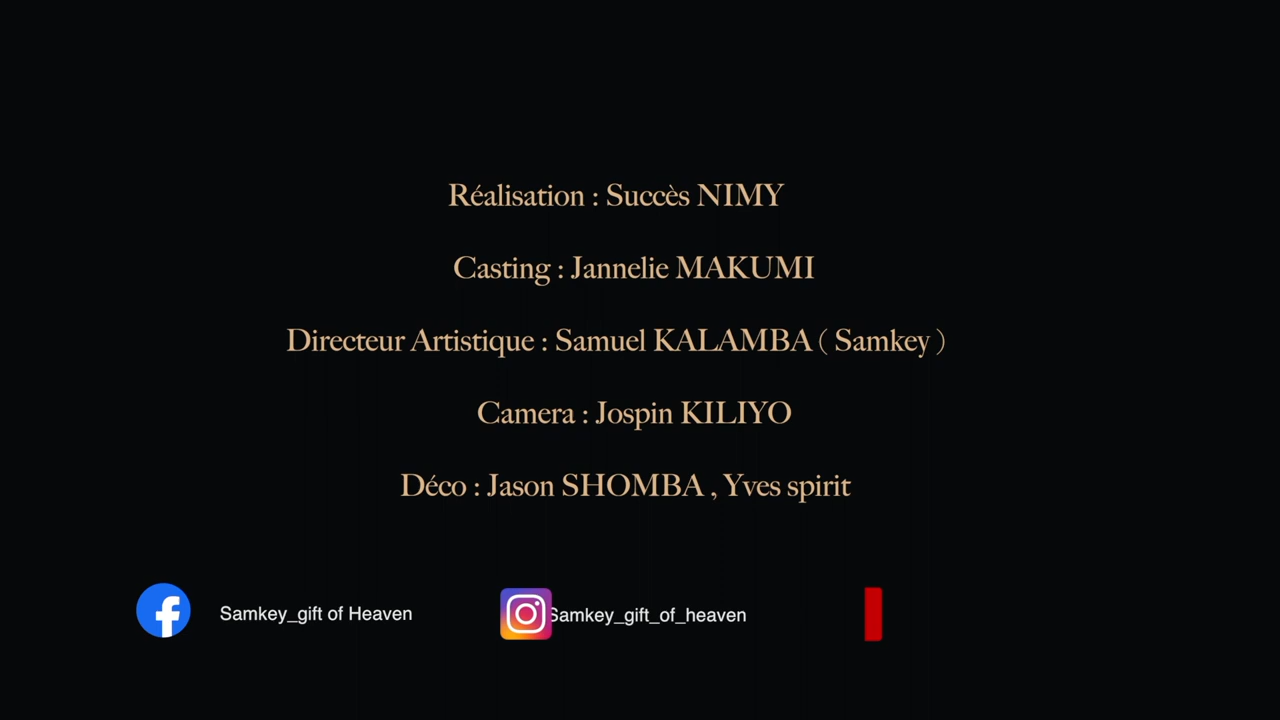 Réalisation : Succès NIMY
Casting : Jannelie MAKUMI
Directeur Artistique : Samuel KALAMBA ( Samkey )
Camera : Jospin KILIYO
Déco : Jason SHOMBA , Yves spirit
Samkey_gift of Heaven
Samkey_gift_of_heaven